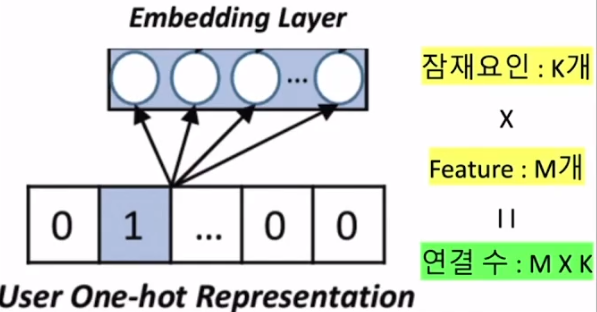 Embedding Layer
...
0 1 ... 0 0
User One-hot Representation
잠재요인 : K개
X
Feature : M개
=
연결 수 : M X K